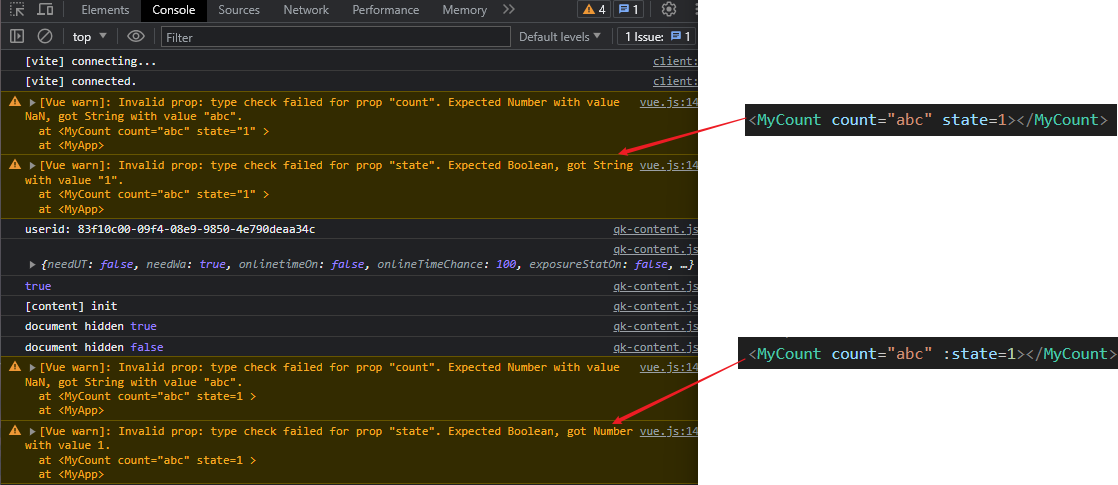 Elements Console Sources Network Performance Memory 4 1
top Filter Default levels 1 Issue: 1
[vite] connecting... client:
[vite] connected. client:
[Vue warn]: Invalid prop: type check failed for prop "count". Expected Number with value vue.js:14
NaN, got String with value "abc".
at <MyCount count="abc" state="1" >
at <MyApp>
<MyCount count="abc" state=1></MyCount>
[Vue warn]: Invalid prop: type check failed for prop "state". Expected Boolean, got String vue.js:14
with value "1".
at <MyCount count="abc" state="1" >
at <MyApp>
userid: 83f10c00-09f4-08e9-9850-4e790deaa34c qk-content.js
qk-content.js
{needUT: false, needWa: true, onlinetimeOn: false, onlineTimeChance: 100, exposureStatOn: false, …}
true qk-content.js
[content] init qk-content.js
document hidden true qk-content.js
document hidden false qk-content.js
<MyCount count="abc" :state=1></MyCount>
[Vue warn]: Invalid prop: type check failed for prop "count". Expected Number with value vue.js:14
NaN, got String with value "abc".
at <MyCount count="abc" state=1 >
at <MyApp>
[Vue warn]: Invalid prop: type check failed for prop "state". Expected Boolean, got Number vue.js:14
with value 1.
at <MyCount count="abc" state=1 >
at <MyApp>